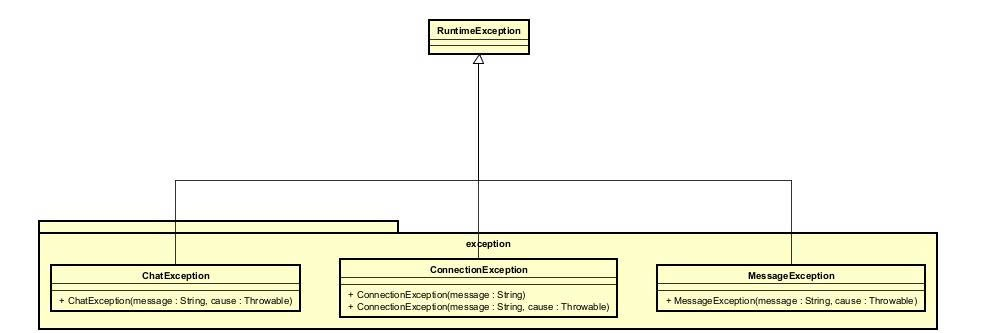 RuntimeException
exception
ChatException
+ ChatException(message : String, cause : Throwable)
ConnectionException
+ ConnectionException(message : String)
+ ConnectionException(message : String, cause : Throwable)
MessageException
+ MessageException(message : String, cause : Throwable)